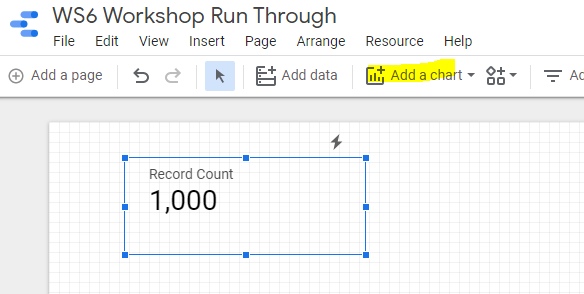 WS6 Workshop Run Through
File Edit View Insert Page Arrange Resource Help
Add a page Add data Add a chart
Record Count
1,000